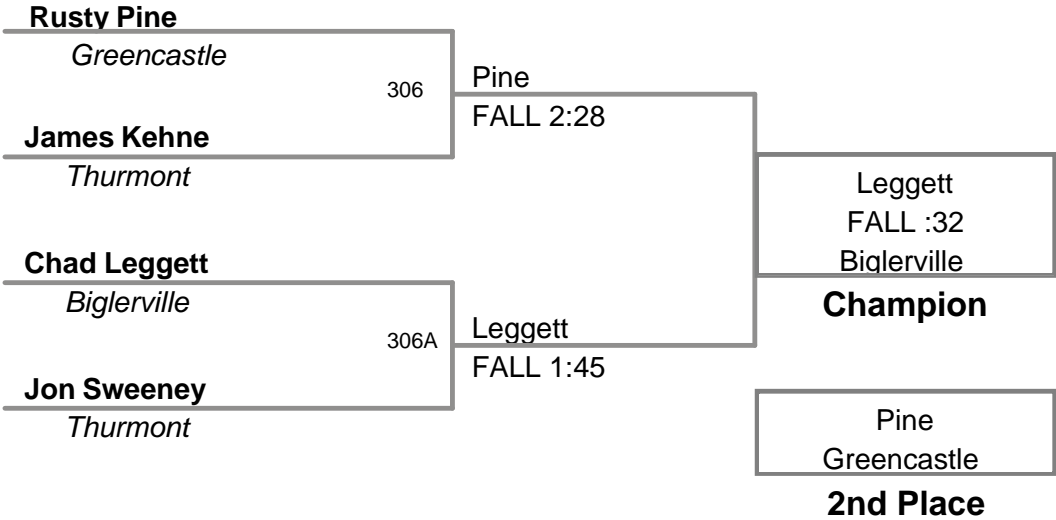 Rusty Pine
Greencastle
306
Pine
FALL 2:28
James Kehne
Thurmont
Leggett
FALL :32
Biglerville
Champion
Chad Leggett
Biglerville
306A
Leggett
FALL 1:45
Jon Sweeney
Thurmont
Pine
Greencastle
2nd Place